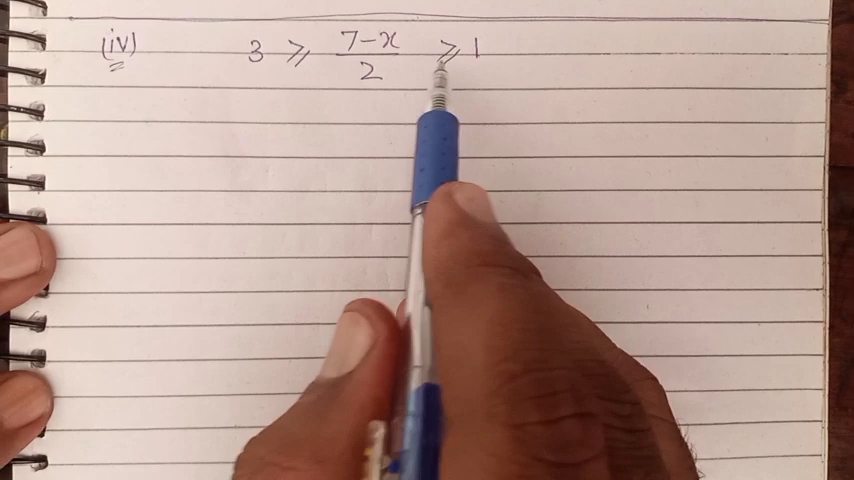 (iv) 3 ⩾ 7-x/2 ⩾ 1